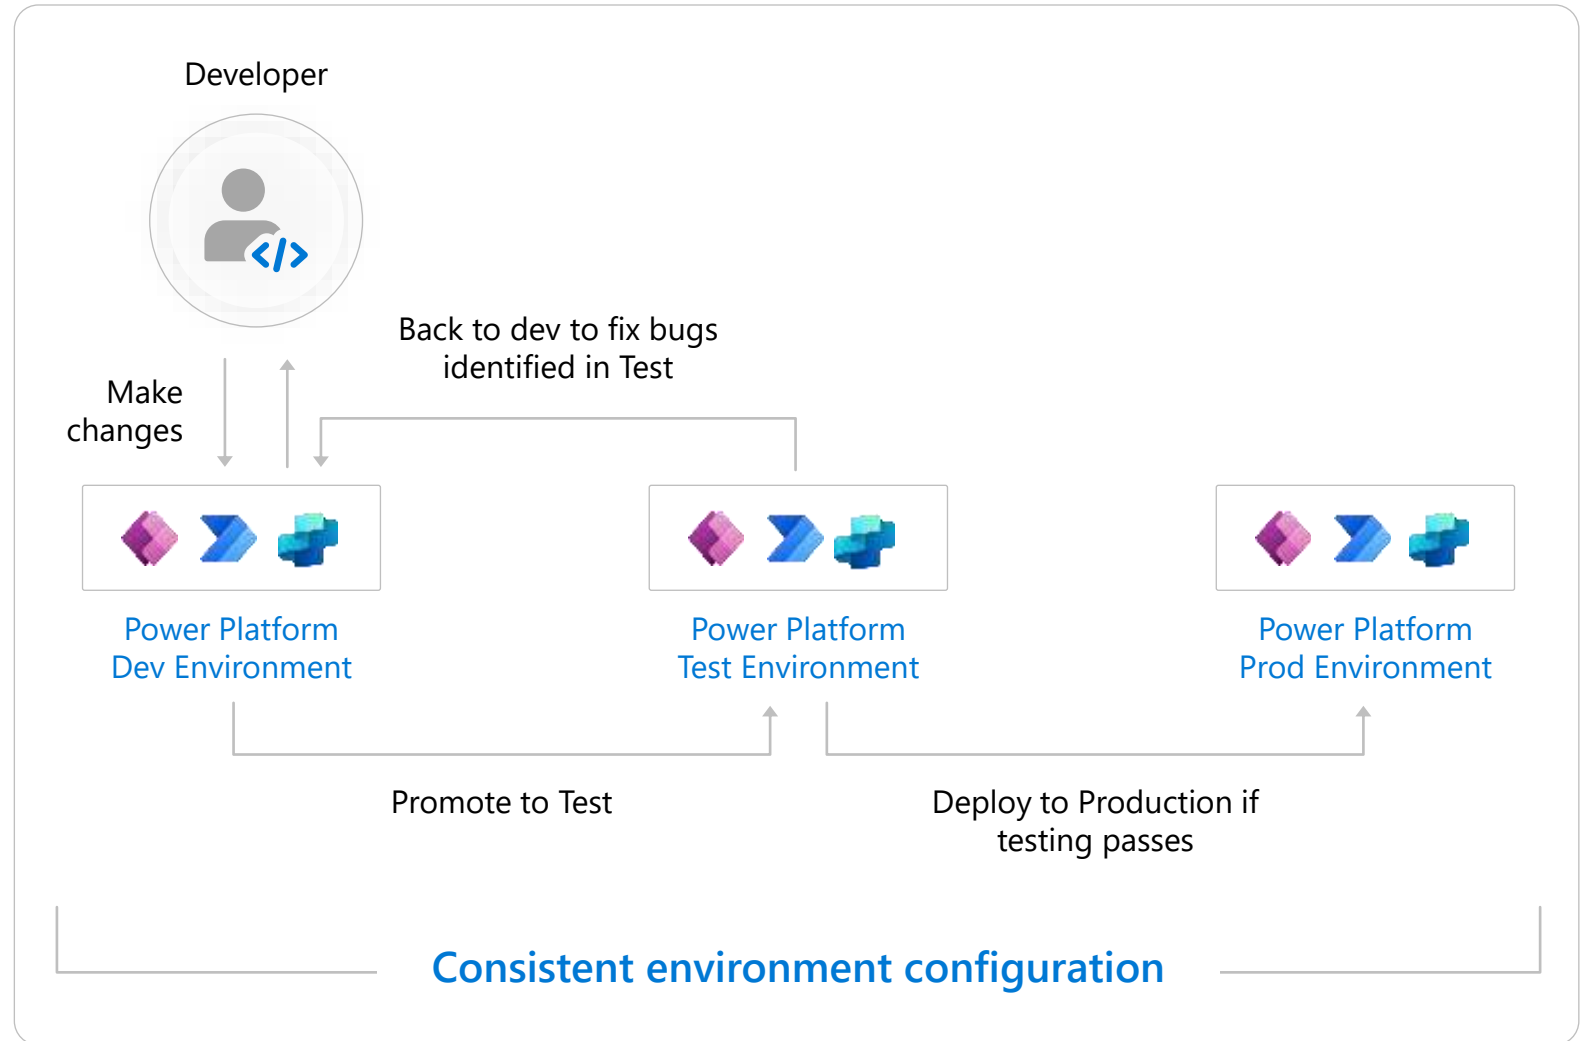 Developer
Back to dev to fix bugs
identified in Test
Make
changes
Power Platform
Dev Environment
Power Platform
Test Environment
Power Platform
Prod Environment
Promote to Test
Deploy to Production if
testing passes
Consistent environment configuration